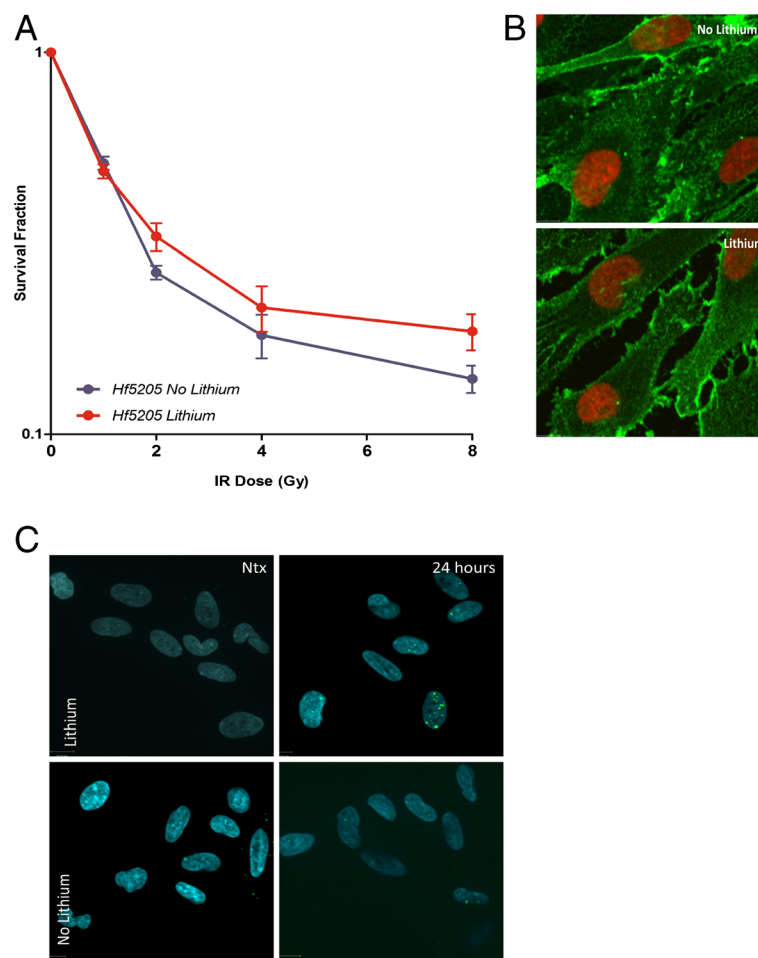 A
1
Survival Fraction
0.1
Hf5205 No Lithium
Hf5205 Lithium
0 2 4 6 8
IR Dose (Gy)
B
No Lithium
Lithium
C
Ntx
24 hours
Lithium
No Lithium